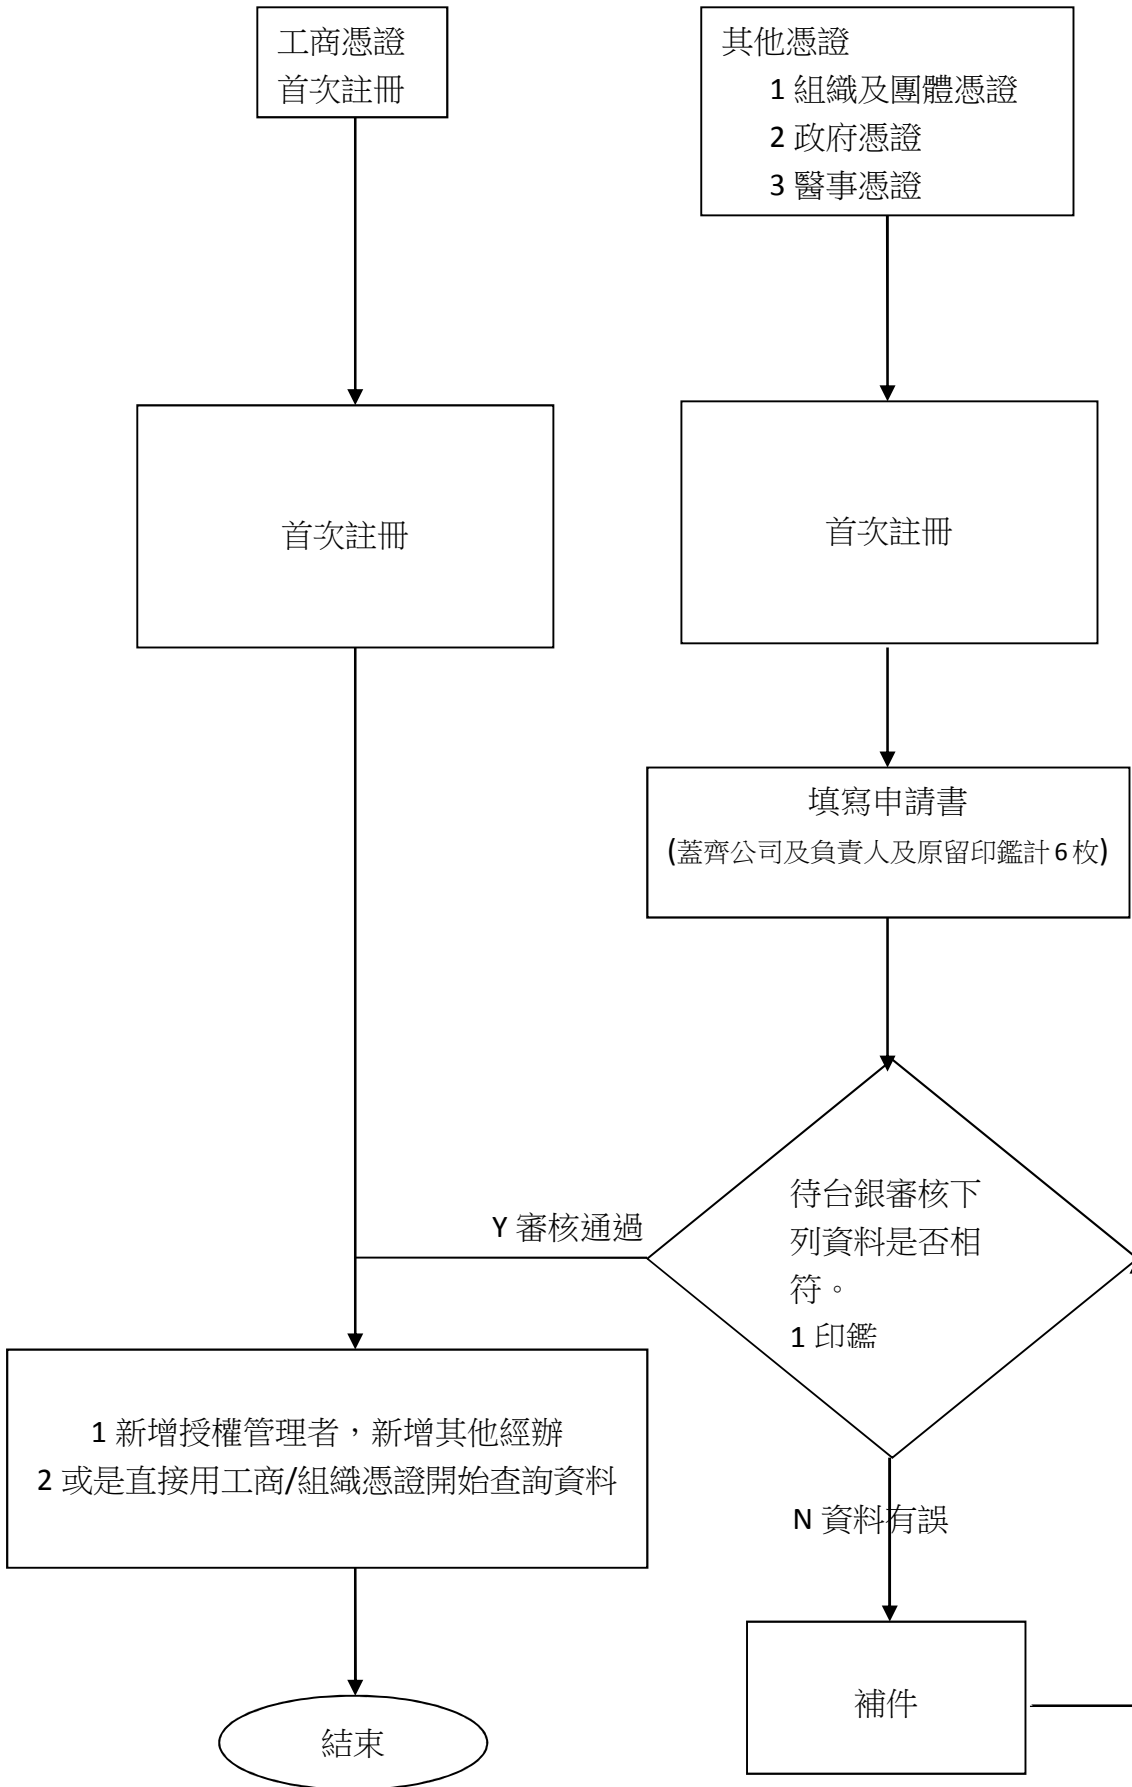 工商憑證
首次註冊
其他憑證
1 組織及團體憑證
2 政府憑證
3 醫事憑證
首次註冊
首次註冊
填寫申請書
(蓋齊公司及負責人及原留印鑑計 6 枚)
待台銀審核下
列資料是否相
符。
1 印鑑
Y 審核通過
1 新增授權管理者，新增其他經辦
2 或是直接用工商/組織憑證開始查詢資料
N 資料有誤
補件
結束